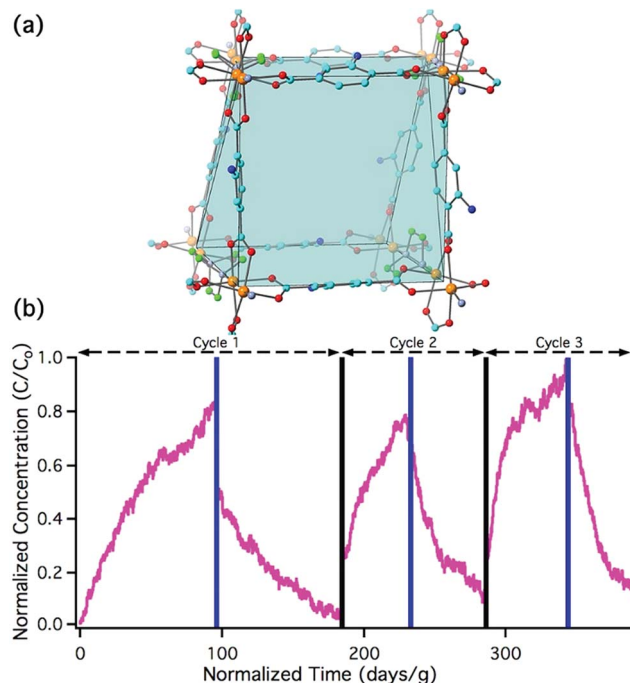 (a)
(b)
Cycle 1 Cycle 2 Cycle 3
Normalized Concentration (C/Co)
1.0
0.8
0.6
0.4
0.2
0.0
0 100 200 300
Normalized Time (days/g)